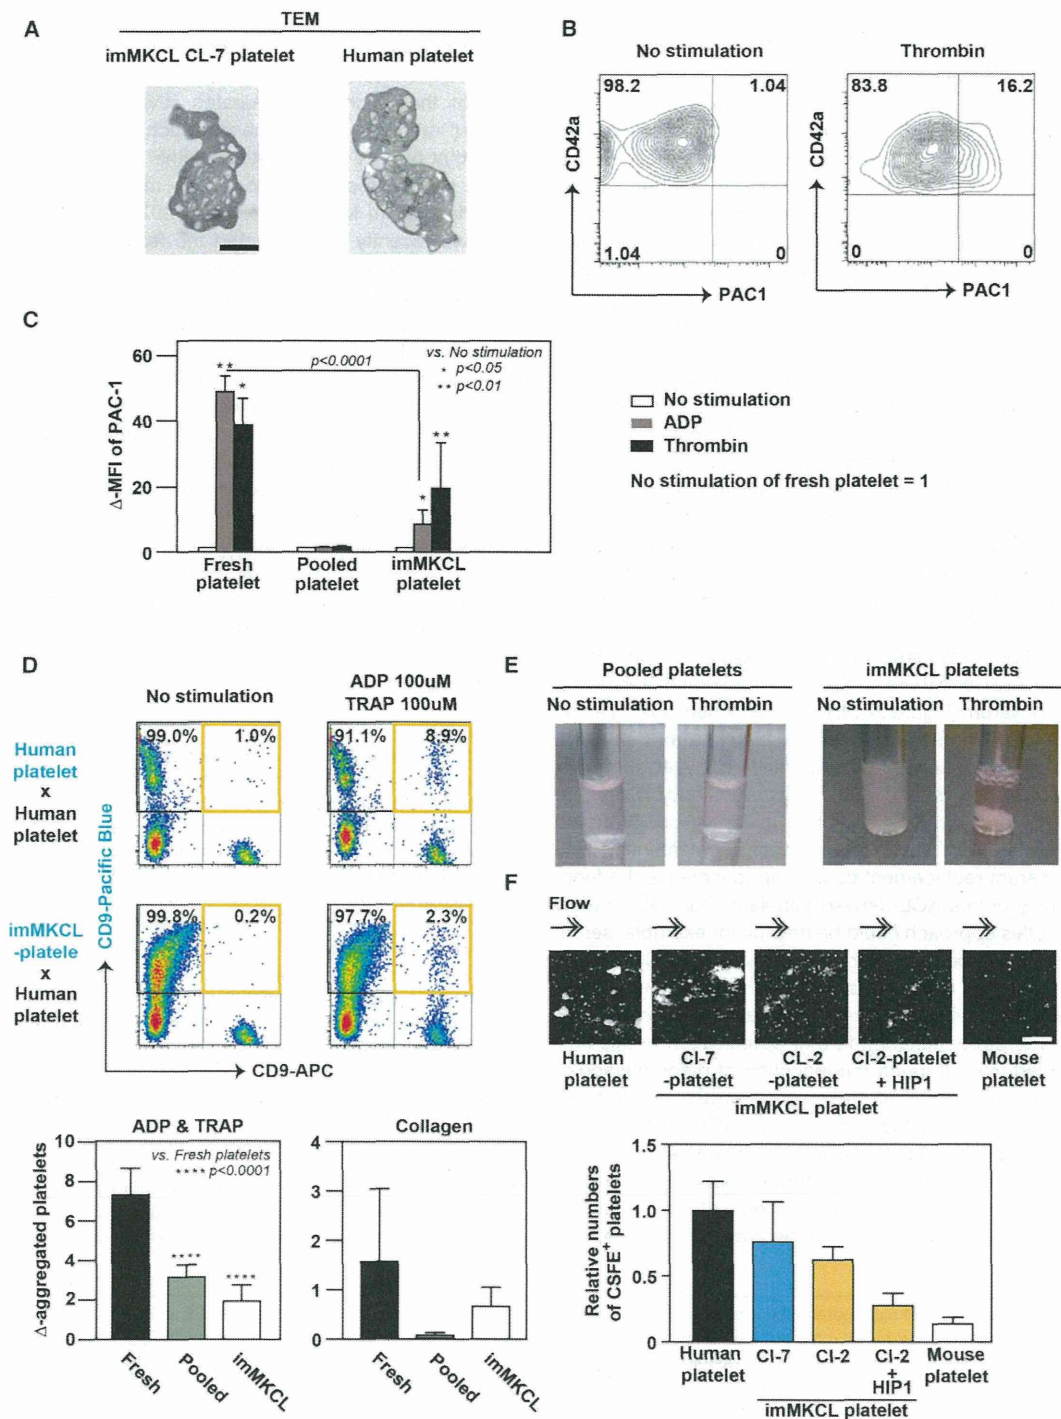 A
TEM
imMKCL CL-7 platelet
Human platelet
B
No stimulation
Thrombin
98.2
1.04
1.04
0
CD42a
PAC1
83.8
16.2
0
0
CD42a
PAC1
C
Δ-MFI of PAC-1
60
40
20
0
** 
*
p<0.0001
*
**
vs. No stimulation
* p<0.05
** p<0.01
Fresh platelet
Pooled platelet
imMKCL platelet
No stimulation
ADP
Thrombin
No stimulation of fresh platelet = 1
D
No stimulation
ADP 100uM
TRAP 100uM
Human platelet
x
Human platelet
99.0%
1.0%
91.1%
8.9%
imMKCL -platele
x
Human platelet
99.8%
0.2%
97.7%
2.3%
CD9-Pacific Blue
CD9-APC
ADP & TRAP
vs. Fresh platelets
**** p<0.0001
Δ-aggregated platelets
10
8
6
4
2
0
****
****
Fresh
Pooled
imMKCL
Collagen
4
3
2
1
0
Fresh
Pooled
imMKCL
E
Pooled platelets
No stimulation
Thrombin
imMKCL platelets
No stimulation
Thrombin
F
Flow
Human platelet
Cl-7 -platelet
CL-2 -platelet
Cl-2-platelet + HIP1
Mouse platelet
imMKCL platelet
Relative numbers
of CSFE+ platelets
1.5
1.0
0.5
0
Human platelet
Cl-7
Cl-2
Cl-2 + HIP1
Mouse platelet
imMKCL platelet